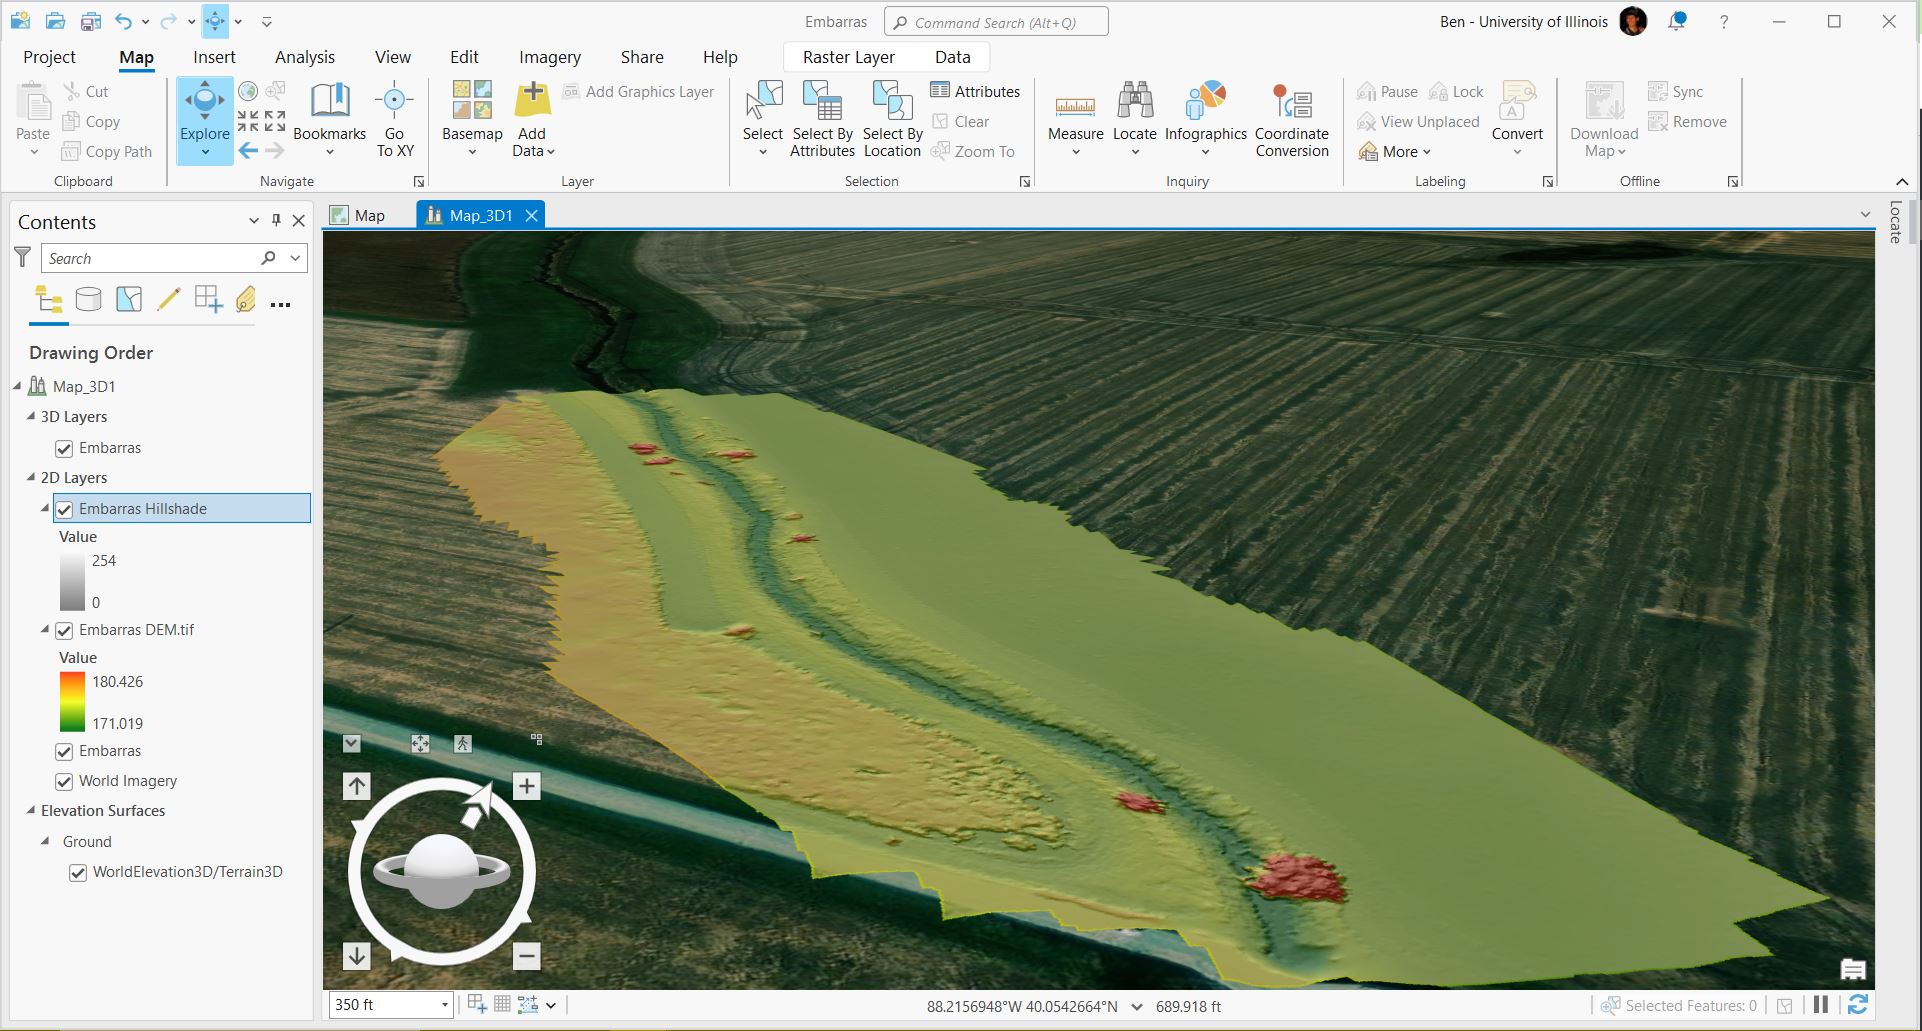 Embarras
Command Search (Alt+Q)
Ben - University of Illinois
?
Project Map Insert Analysis View Edit Imagery Share Help Raster Layer Data
Paste
Cut
Copy
Copy Path
Clipboard
Explore
Bookmarks
Go
To XY
Navigate
Basemap
Add
Data
Add Graphics Layer
Layer
Select
Select By
Attributes
Select By
Location
Attributes
Clear
Zoom To
Selection
Measure
Locate
Infographics
Coordinate
Conversion
Inquiry
Pause
Lock
View Unplaced
More
Convert
Labeling
Download
Map
Sync
Remove
Offline
Contents
Search
Drawing Order
Map_3D1
3D Layers
Embarras
2D Layers
Embarras Hillshade
Value
254
0
Embarras DEM.tif
Value
180.426
171.019
Embarras
World Imagery
Elevation Surfaces
Ground
WorldElevation3D/Terrain3D
Map
Map_3D1
Locate
350 ft
88.2156948°W 40.0542664°N
689.918 ft
Selected Features: 0